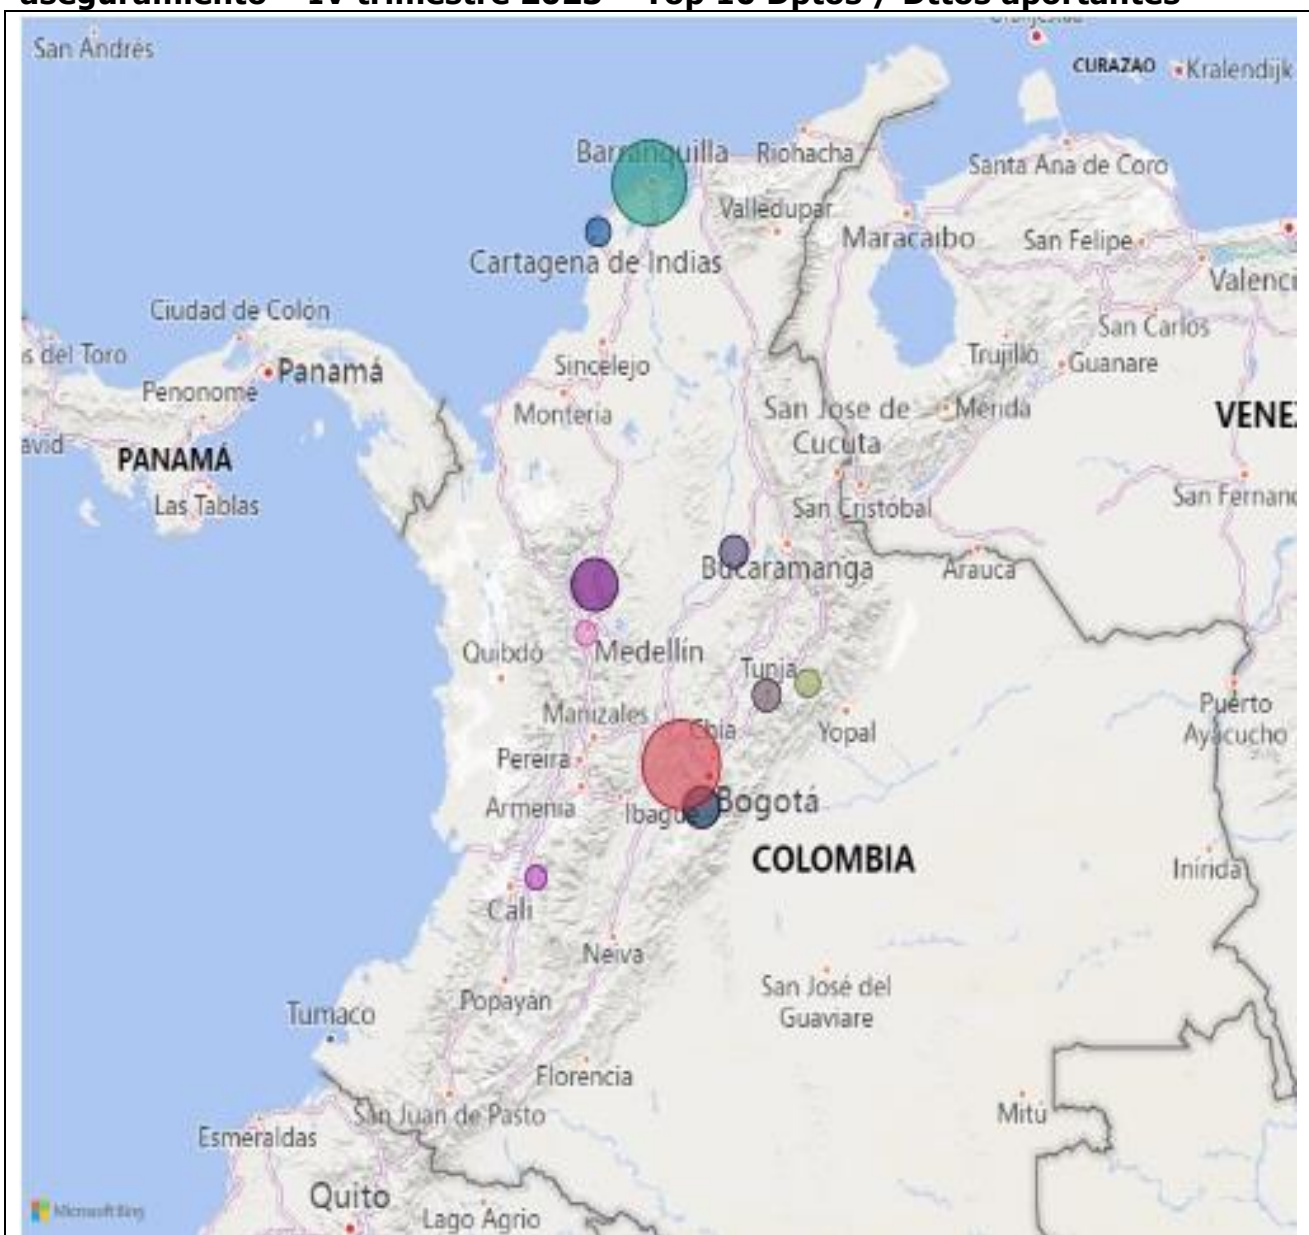 aseguramiento – IV trimestre 2023 – Top 10 Dptos / Dttos aportantes
San Andrés
Oranjestad
CURAZAO
Kralendijk
Barranquilla
Riohacha
Santa Ana de Coro
Valledupar
Cartagena de Indias
Maracaibo
San Felipe
Valenci
Ciudad de Colón
San Carlos
s del Toro
Panamá
Sincelejo
Trujillo
Guanare
Penonomé
Montería
San Jose de
Cucuta
Mérida
VENE
avid
PANAMÁ
Las Tablas
San Cristóbal
San Fernand
Bucaramanga
Arauca
Quibdó
Medellín
Tunja
Manizales
Chia
Yopal
Puerto
Ayacucho
Pereira
Armenia
Ibagué
Bogotá
COLOMBIA
Inírida
Cali
Neiva
San José del
Guaviare
Popayán
Tumaco
Florencia
San Juan de Pasto
Mitú
Esmeraldas
Quito
Lago Agrio
Microsoft Bing